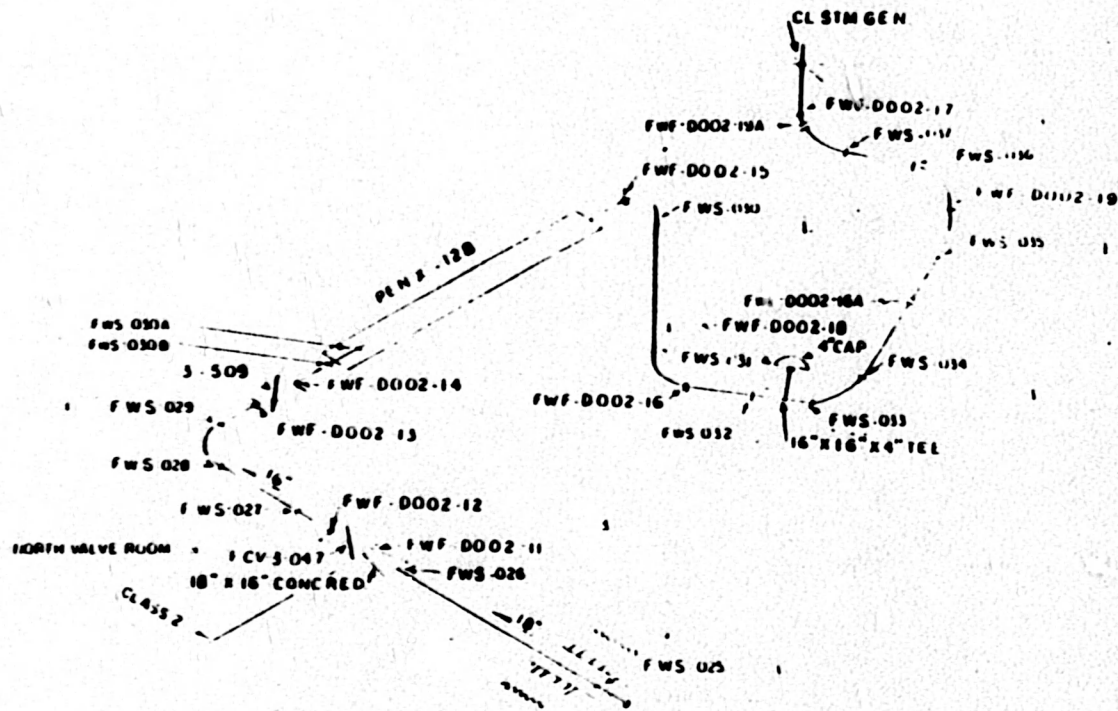 CL STM GEN
FWF-D002-17
FWF-D002-19A
FWS-037
FWS-036
FWF-D002-15
FWF-D002-19
FWS-030
FWS-035
PEN X-12B
D002-16A
FWS-030A
FWF-D002-18
FWS-030B
4" CAP
FWS-031
FWS-034
FWF-D002-14
S-509
FWF-D002-16
FWS-029
FWS-033
FWF-D002-13
FWS-032
16" X 16" X 4" TEE
FWS-028
16"
FWF-D002-12
FWS-027
NORTH VALVE ROOM
FCV-3-047
FWF-D002-11
18" X 16" CONC RED
FWS-026
CLASS 2
18"
FWS-025